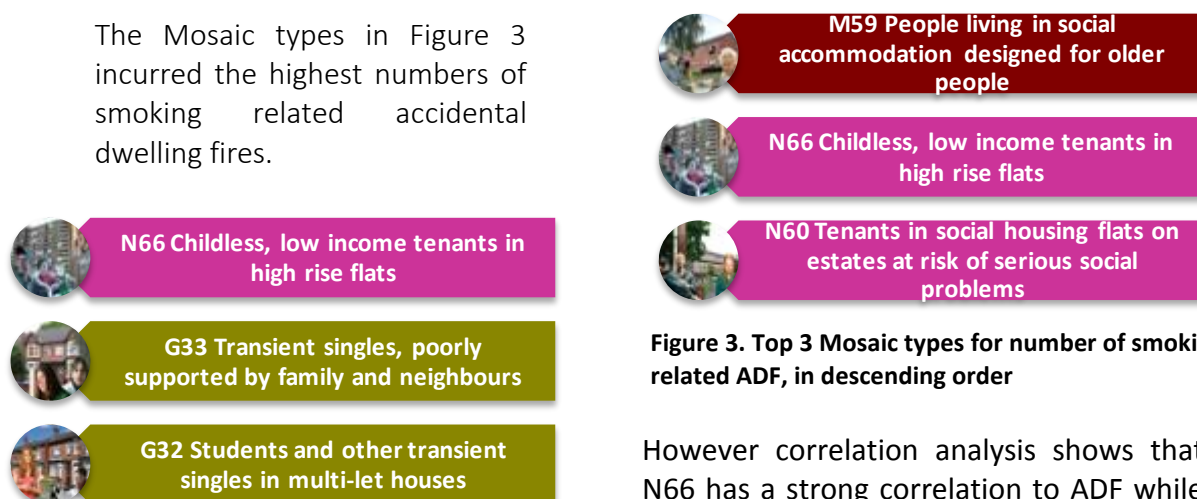 The Mosaic types in Figure 3
incurred the highest numbers of
smoking related accidental
dwelling fires.
N66 Childless, low income tenants in
high rise flats
G33 Transient singles, poorly
supported by family and neighbours
G32 Students and other transient
singles in multi-let houses
M59 People living in social
accommodation designed for older
people
N66 Childless, low income tenants in
high rise flats
N60 Tenants in social housing flats on
estates at risk of serious social
problems
Figure 3. Top 3 Mosaic types for number of smoki
related ADF, in descending order
However correlation analysis shows that
N66 has a strong correlation to ADF while